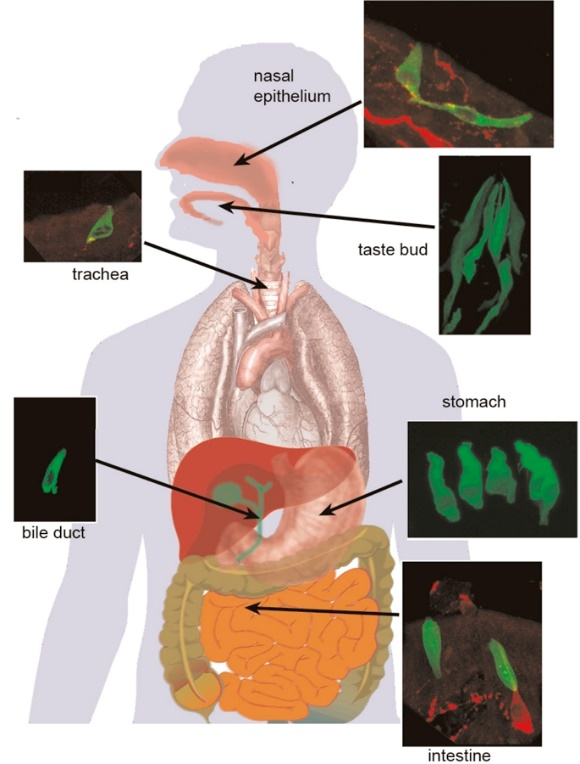 nasal
epithelium
taste bud
trachea
stomach
bile duct
intestine